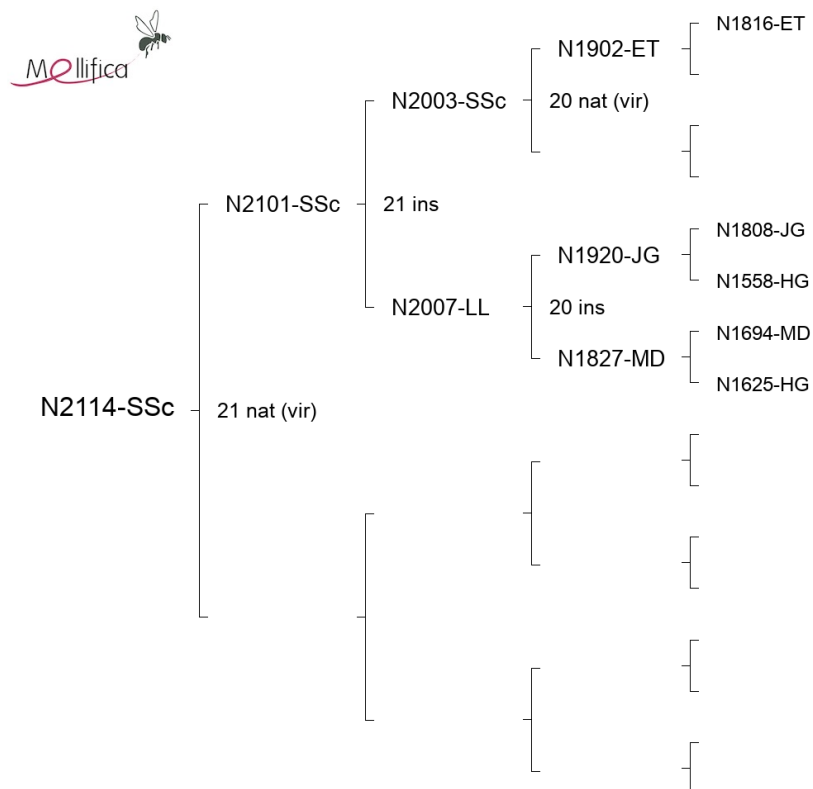 Mellifica
N1816-ET
N1902-ET
N2003-SSc
20 nat (vir)
N2101-SSc
21 ins
N1808-JG
N1920-JG
N1558-HG
N2007-LL
20 ins
N1694-MD
N1827-MD
N1625-HG
N2114-SSc
21 nat (vir)